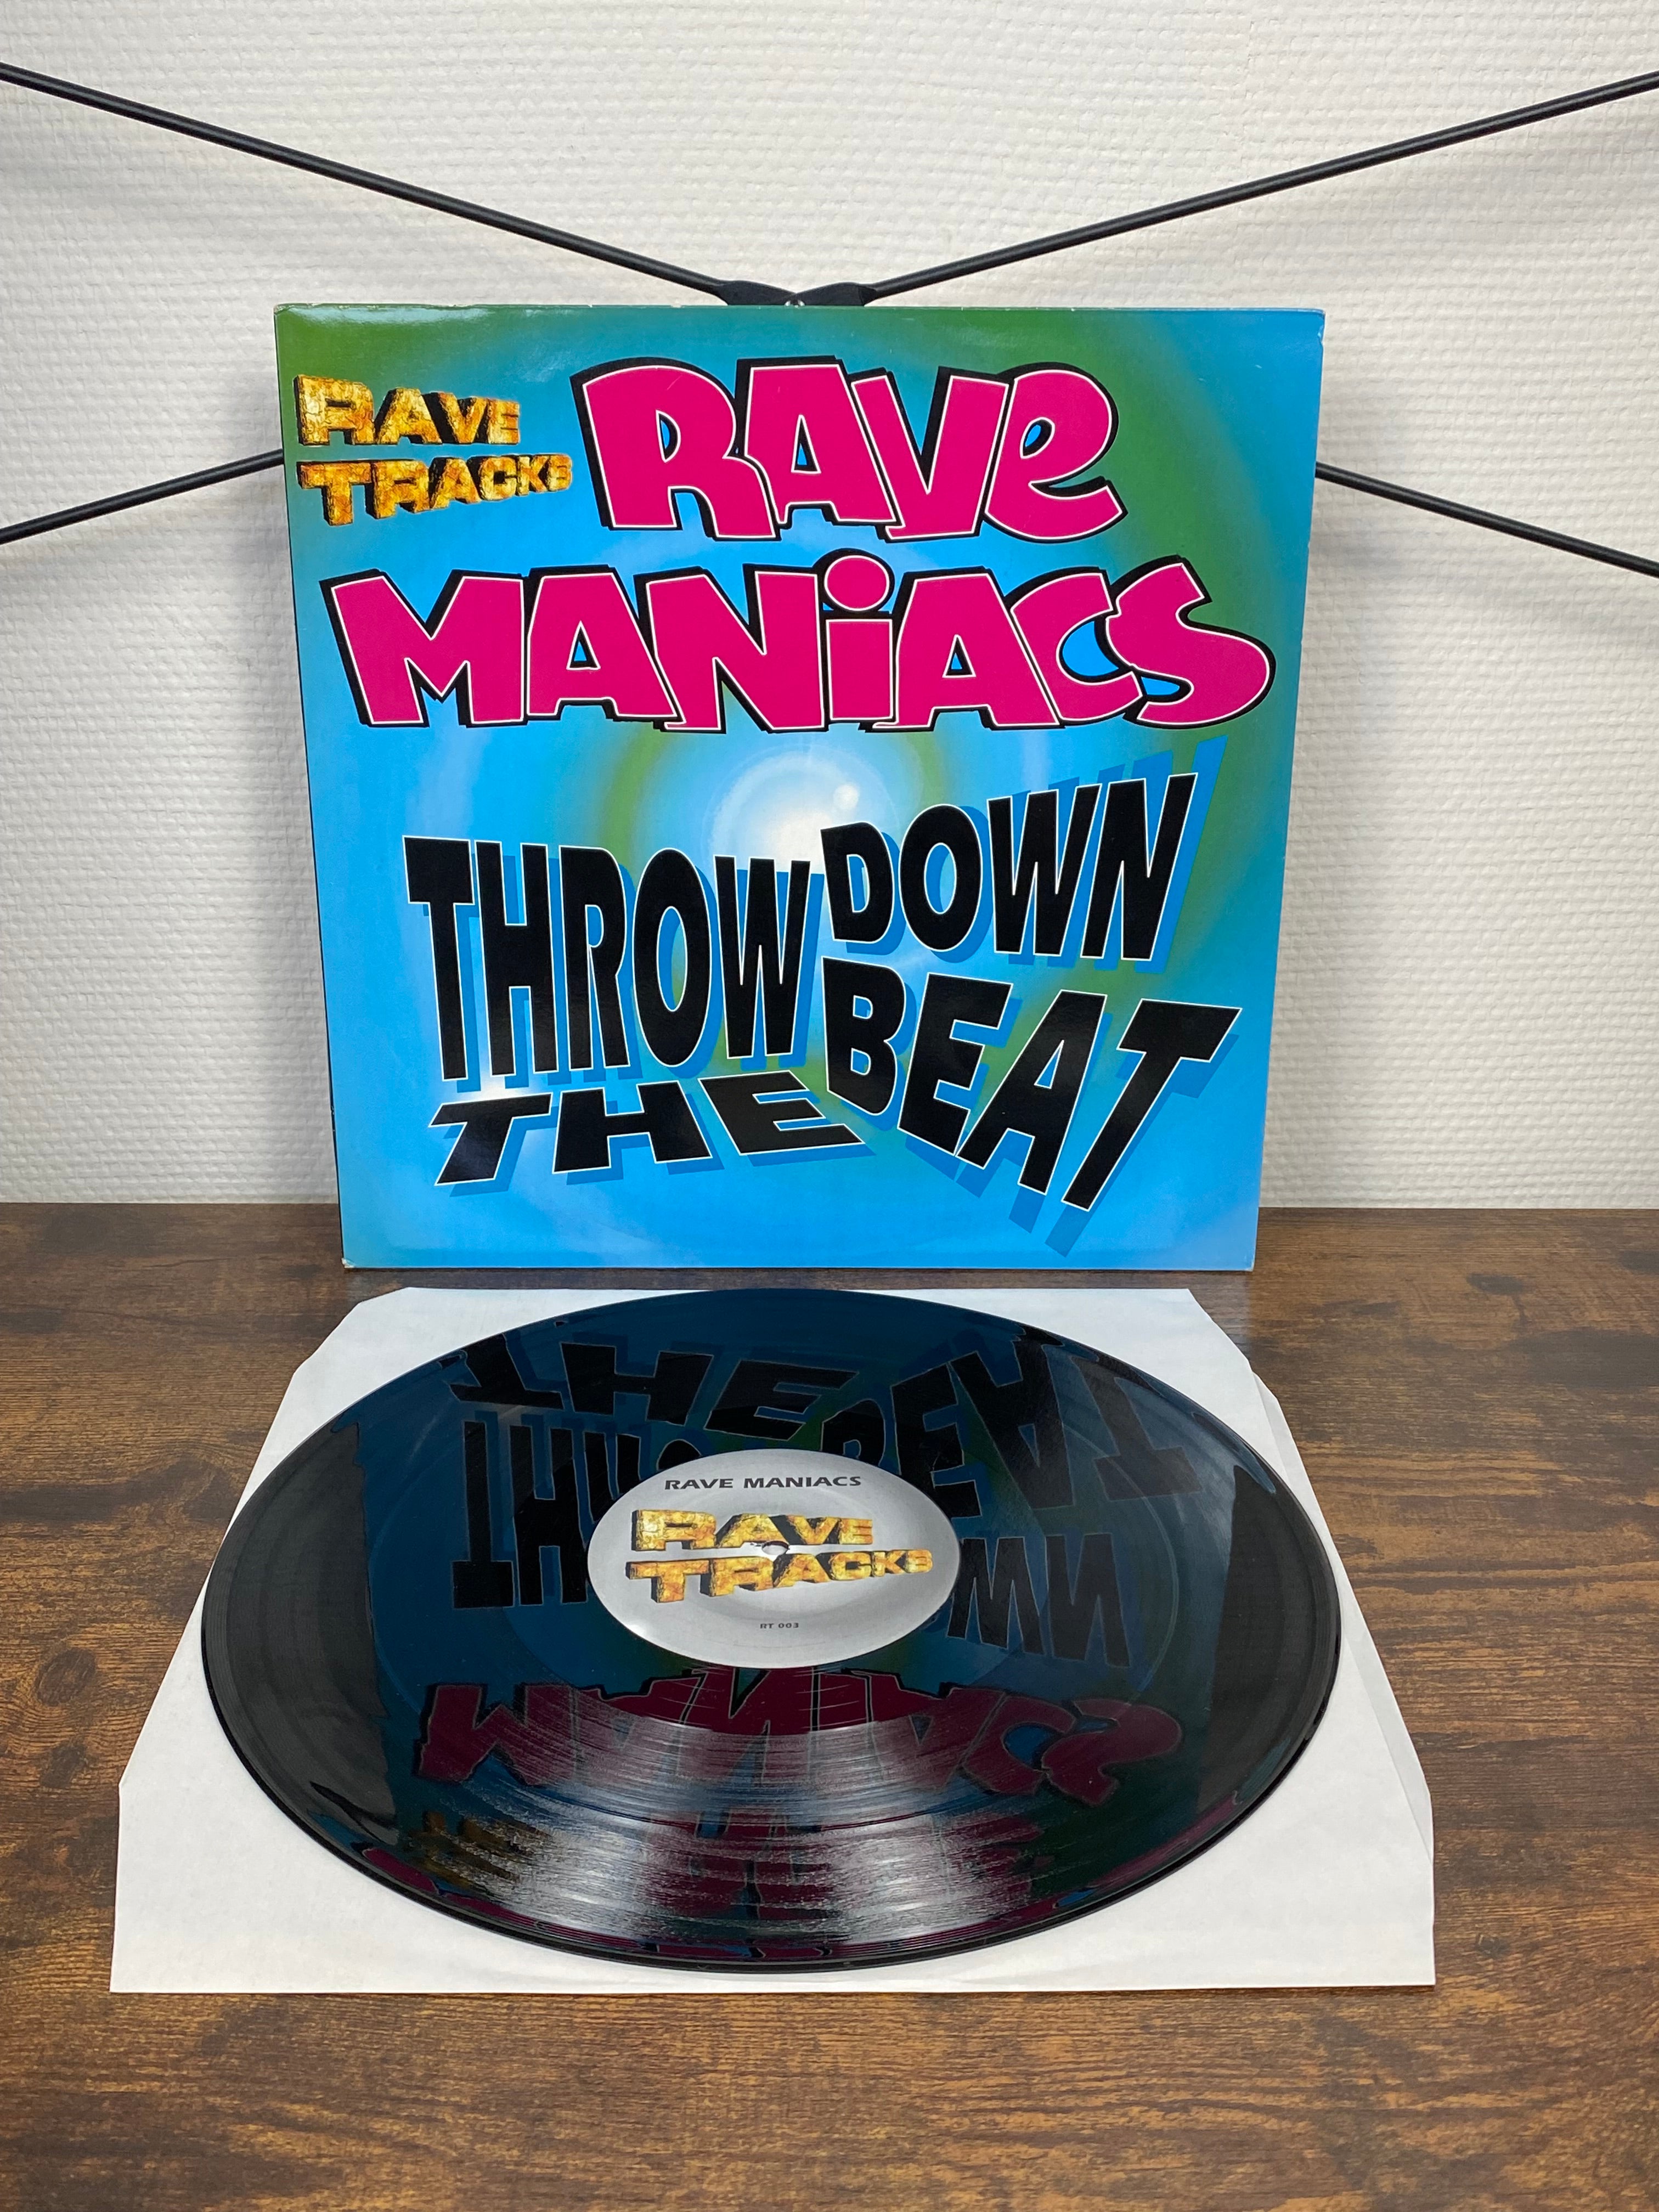 RAVE
TRACKS
RAVe
MANiACS
THROW DOWN
THE BEAT
RAVE MANIACS
RAVE
TRACKS
RT 003